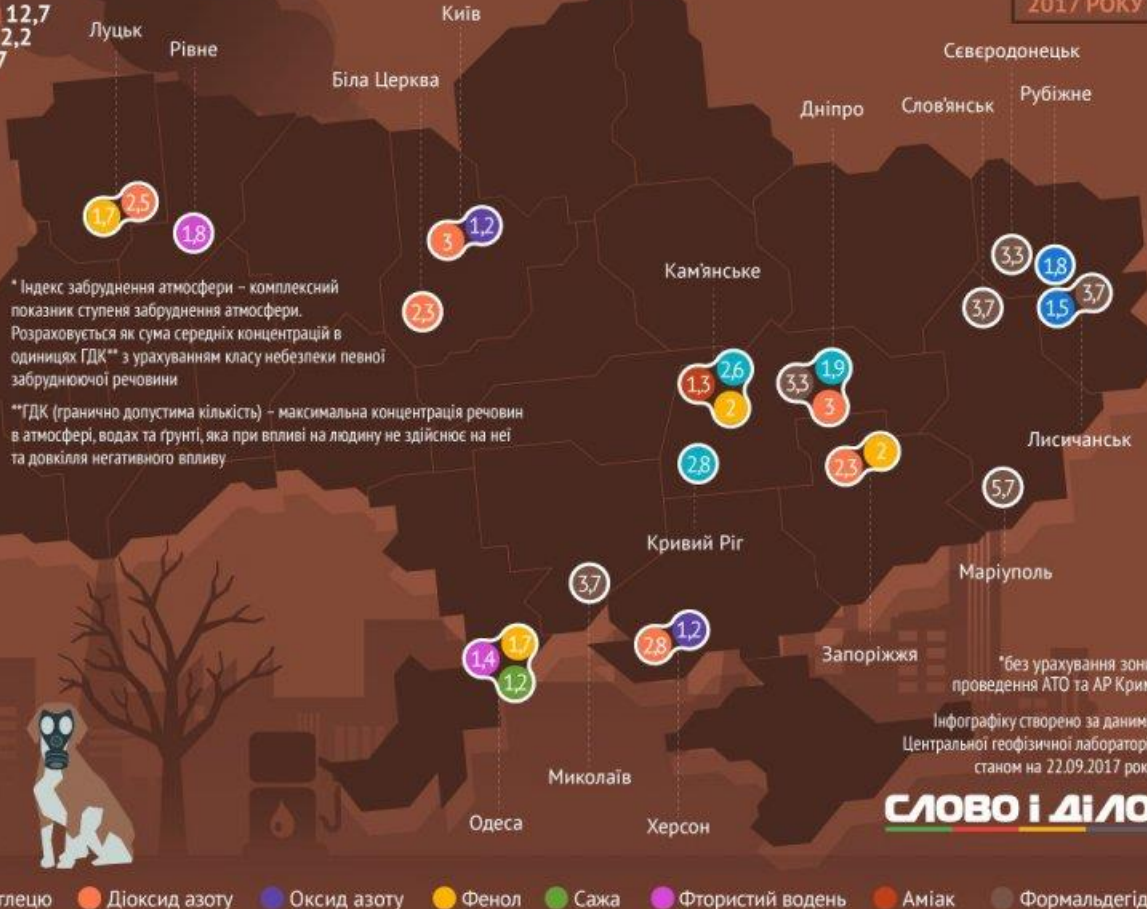 12,7
2,2
7
2017 РОКУ
Київ
Луцьк
Рівне
Біла Церква
Сєвєродонецьк
Рубіжне
Слов'янськ
Дніпро
1,7
2,5
1,8
3
1,2
2,3
3,3
1,8
3,7
1,5
3,7
* Індекс забруднення атмосфери – комплексний
показник ступеня забруднення атмосфери.
Розраховується як сума середніх концентрацій в
одиницях ГДК** з урахуванням класу небезпеки певної
забруднюючої речовини
**ГДК (гранично допустима кількість) – максимальна концентрація речовин
в атмосфері, водах та ґрунті, яка при впливі на людину не здійснює на неї
та довкілля негативного впливу
Кам'янське
1,3
2,6
2
3,3
1,9
3
2,8
2,3
2
Лисичанськ
5,7
Кривий Ріг
Маріуполь
3,7
1,4
1,7
1,2
2,8
1,2
Запоріжжя
*без урахування зон
проведення АТО та АР Крим
Інфографіку створено за даним
Центральної геофізичної лаборатор
станом на 22.09.2017 рок
Миколаїв
Одеса
Херсон
СЛОВО і ДіЛО
глецю
Діоксид азоту
Оксид азоту
Фенол
Сажа
Фтористий водень
Аміак
Формальдегід